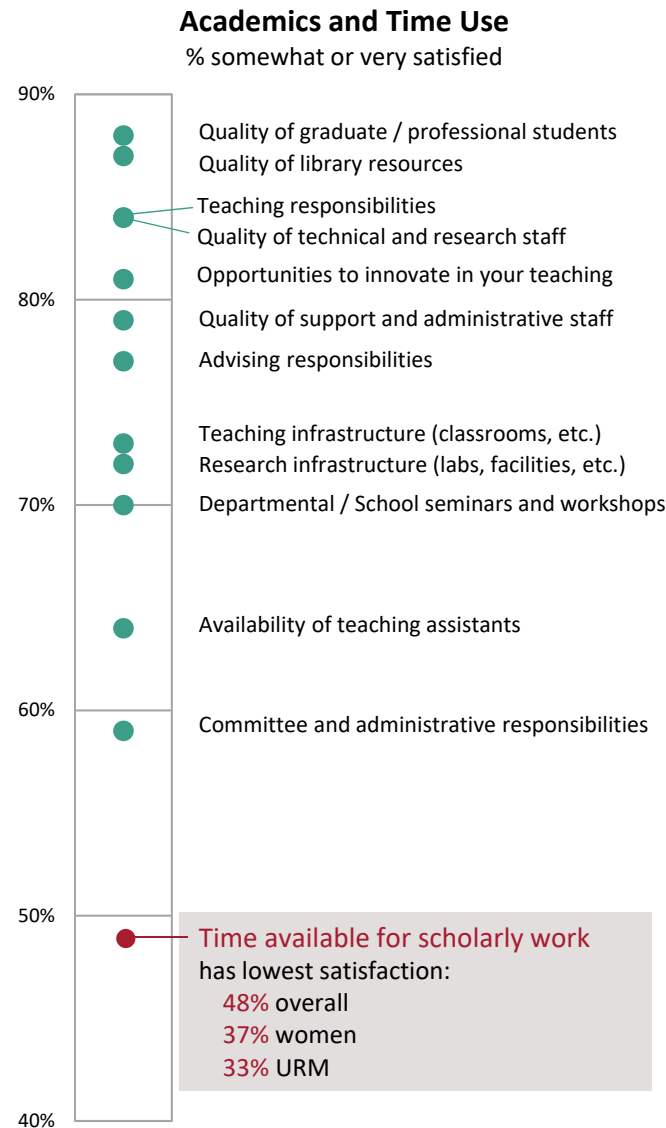 Academics and Time Use
% somewhat or very satisfied
90%
Quality of graduate / professional students
Quality of library resources
Teaching responsibilities
Quality of technical and research staff
Opportunities to innovate in your teaching
80%
Quality of support and administrative staff
Advising responsibilities
Teaching infrastructure (classrooms, etc.)
Research infrastructure (labs, facilities, etc.)
70%
Departmental / School seminars and workshops
Availability of teaching assistants
60%
Committee and administrative responsibilities
50%
Time available for scholarly work
has lowest satisfaction:
48% overall
37% women
33% URM
40%